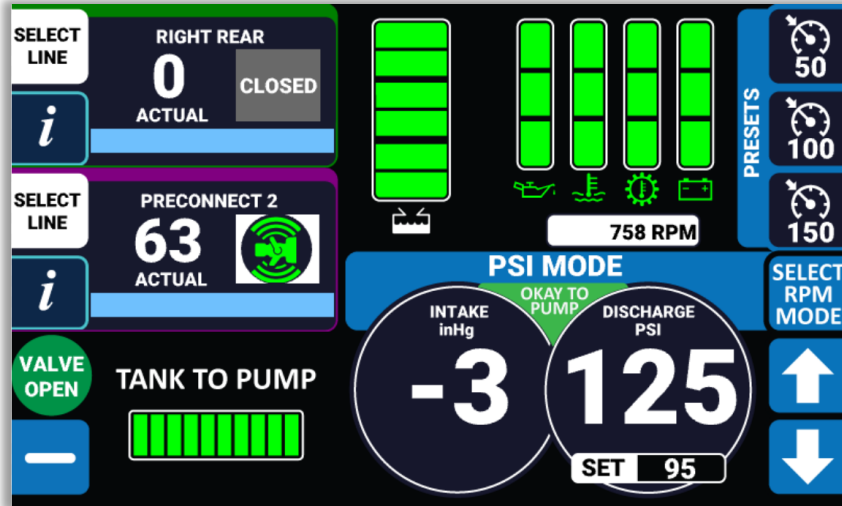 SELECT
LINE
RIGHT REAR
0
ACTUAL
CLOSED
i
SELECT
LINE
PRECONNECT 2
63
ACTUAL
i
VALVE
OPEN
TANK TO PUMP
758 RPM
PSI MODE
OKAY TO
PUMP
INTAKE
inHg
-3
DISCHARGE
PSI
125
SET 95
PRESETS
50
100
150
SELECT
RPM
MODE